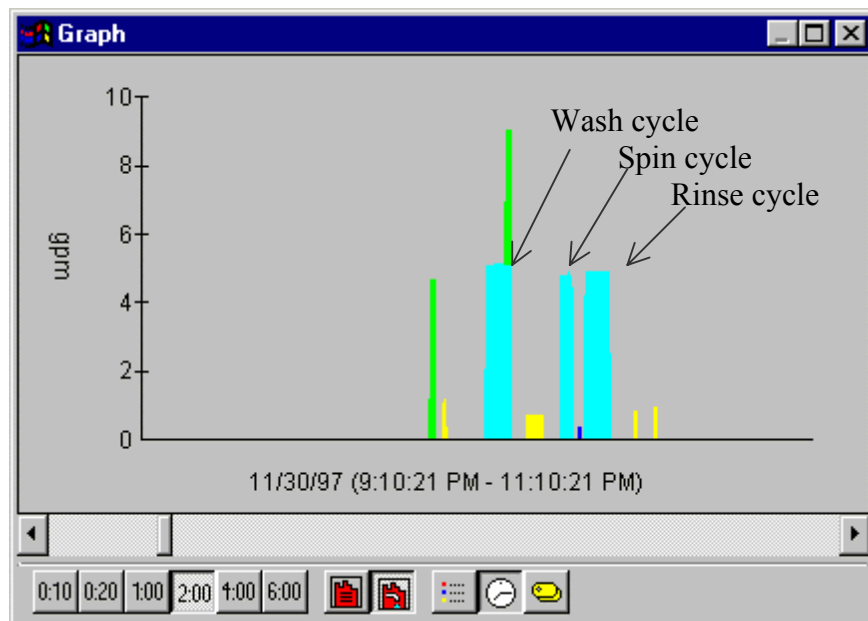 Graph
10
Wash cycle
8
Spin cycle
Rinse cycle
6
gpm
4
2
0
11/30/97 (9:10:21 PM - 11:10:21 PM)
0:10 0:20 1:00 2:00 4:00 6:00